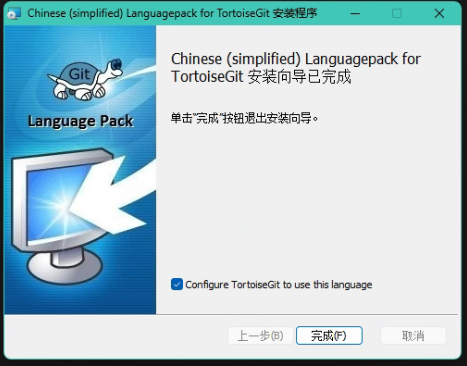 Chinese (simplified) Languagepack for TortoiseGit 安装程序
Git
Language Pack
Chinese (simplified) Languagepack for
TortoiseGit 安装向导已完成
单击"完成"按钮退出安装向导。
Configure TortoiseGit to use this language
上一步(B)
完成(F)
取消